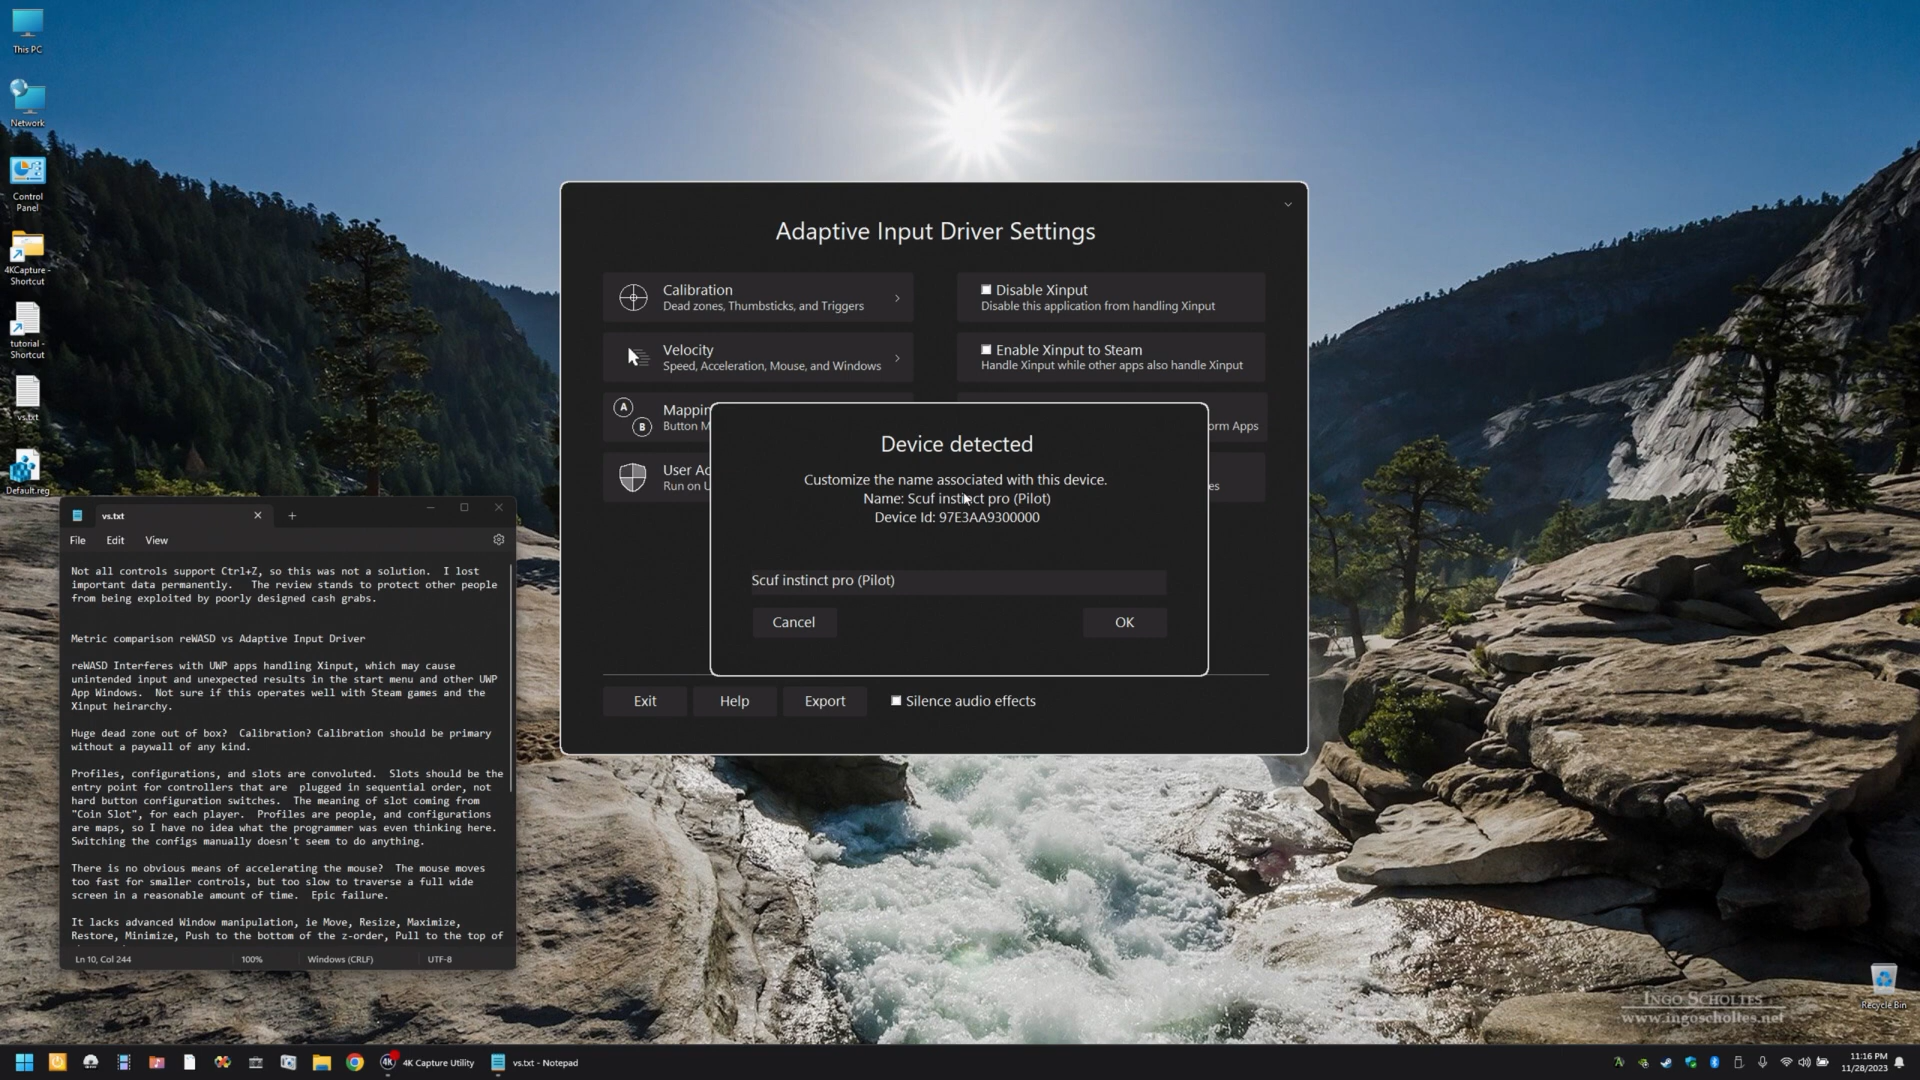 This PC
Network
Control
Panel
4KCapture -
Shortcut
tutorial -
Shortcut
vs.txt
Default.reg
vs.txt
File Edit View
Not all controls support Ctrl+Z, so this was not a solution. I lost
important data permanently. The review stands to protect other people
from being exploited by poorly designed cash grabs.
Metric comparison reWASD vs Adaptive Input Driver
reWASD Interferes with UWP apps handling Xinput, which may cause
unintended input and unexpected results in the start menu and other UWP
App Windows. Not sure if this operates well with Steam games and the
Xinput heirarchy.
Huge dead zone out of box? Calibration? Calibration should be primary
without a paywall of any kind.
Profiles, configurations, and slots are convoluted. Slots should be the
entry point for controllers that are plugged in sequential order, not
hard button configuration switches. The meaning of slot coming from
"Coin Slot", for each player. Profiles are people, and configurations
are maps, so I have no idea what the programmer was even thinking here.
Switching the configs manually doesn't seem to do anything.
There is no obvious means of accelerating the mouse? The mouse moves
too fast for smaller controls, but too slow to traverse a full wide
screen in a reasonable amount of time. Epic failure.
It lacks advanced Window manipulation, ie Move, Resize, Maximize,
Restore, Minimize, Push to the bottom of the z-order, Pull to the top of
Ln 10, Col 244 100% Windows (CRLF) UTF-8
Adaptive Input Driver Settings
Calibration
Dead zones, Thumbsticks, and Triggers
Disable Xinput
Disable this application from handling Xinput
Velocity
Speed, Acceleration, Mouse, and Windows
Enable Xinput to Steam
Handle Xinput while other apps also handle Xinput
A
B
Mappin
Button M
orm Apps
User Ac
Run on U
es
Device detected
Customize the name associated with this device.
Name: Scuf instinct pro (Pilot)
Device Id: 97E3AA9300000
Scuf instinct pro (Pilot)
Cancel OK
Exit Help Export Silence audio effects
Recycle Bin
Ingo Scholtes
www.ingoscholtes.net
4K
4K Capture Utility
vs.txt - Notepad
11:16 PM
11/28/2023